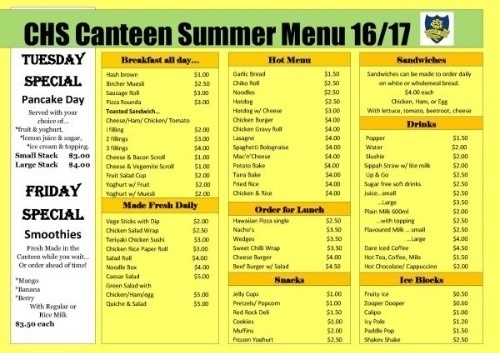 CHS Canteen Summer Menu 16/17
TUESDAY
SPECIAL
Pancake Day
Served with your
choice of...
*fruit & yoghurt,
*lemon juice & sugar,
*ice cream & topping.
Small Stack $3.00
Large Stack $4.00
FRIDAY
SPECIAL
Smoothies
Fresh Made in the
Canteen while you wait...
Or order ahead of time!
*Mango
*Banana
*Berry
With Regular or
Rice Milk
$3.50 each
Breakfast all day...
Hash brown $1.00
Bircher Muesli $2.50
Sausage Roll $3.00
Pizza Rounda $3.00
Toasted Sandwich...
Cheese/Ham/ Chicken/ Tomato
1filling $2.00
2 fillings $3.00
3 fillings $4.00
Cheese & Bacon Scroll $1.00
Cheese & Vegemite Scroll $1.00
Fruit Salad Cup $2.00
Yoghurt w/ Fruit $2.00
Yoghurt w/ Muesli $2.00
Made Fresh Daily
Vege Sticks with Dip $2.00
Chicken Salad Wrap $2.50
Teriyaki Chicken Sushi $3.00
Chicken Rice Paper Roll $3.00
Salad Roll $4.00
Noodle Box $4.00
Caesar Salad $5.00
Green Salad with
Chicken/Ham/egg $5.00
Quiche & Salad $5.00
Hot Menu
Garlic Bread $1.50
Chiko Roll $2.50
Noodles $2.50
Hotdog $2.50
Hotdog w/ Cheese $3.00
Chicken Burger $4.00
Chicken Gravy Roll $4.00
Lasagne $4.00
Spaghetti Bolognaise $4.00
Mac'n'Cheese $4.00
Potato Bake $4.00
Tuna Bake $4.00
Fried Rice $4.00
Chicken & Rice $4.00
Order for Lunch
Hawaiian Pizza single $2.50
Nacho's $3.50
Wedges $3.50
Sweet Chilli Wrap $3.50
Cheese Burger $4.00
Beef Burger w/ Salad $4.50
Snacks
Jelly Cups $1.00
Pretzels/ Popcorn $1.00
Red Rock Deli $1.50
Cookies $1.00
Muffins $2.00
Frozen Yoghurt $2.50
Sandwiches
Sandwiches can be made to order daily
on white or wholemeal bread.
$4.00 each
Chicken, Ham, or Egg
With lettuce, tomato, beetroot, cheese
Drinks
Popper $1.50
Water $2.00
Slushie $2.00
Sippah Straw w/ lite milk $2.00
Up & Go $2.50
Sugar free soft drinks $2.50
Juice...small $2.50
...Large $3.50
Plain Milk 600ml $2.00
...with topping $2.50
Flavoured Milk ... small $2.50
...Large $4.00
Dare Iced Coffee $4.50
Hot Tea, Coffee, Milo $1.50
Hot Chocolate/ Cappuccino $2.00
Ice Blocks
Fruity Ice $0.50
Zooper Dooper $0.60
Calipo $1.00
Icy Pole $1.20
Paddle Pop $1.50
Shakey Shake $2.50